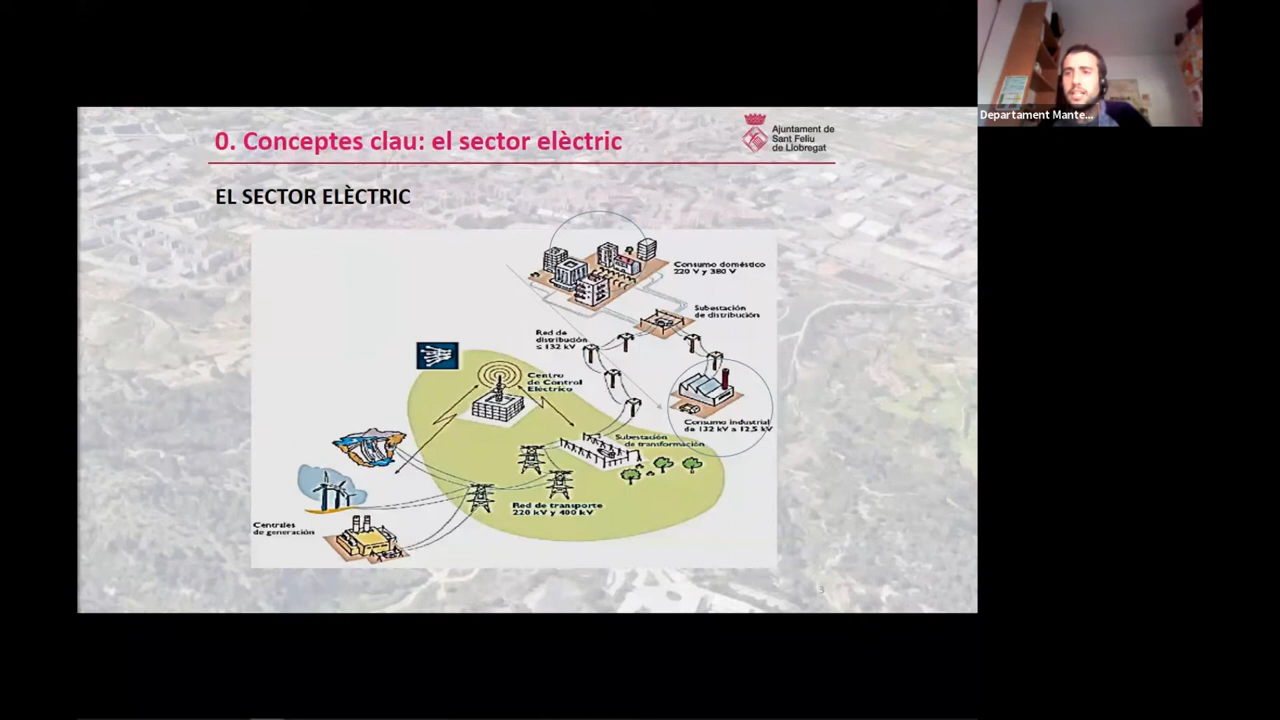 Departament Mante...
0. Conceptes clau: el sector elèctric
Ajuntament de
Sant Feliu
de Llobregat
EL SECTOR ELÈCTRIC
Consumo doméstico
220 V y 380 V
Subestación
de distribución
Red de
distribución
≤ 132 kV
Centro
de Control
Eléctrico
Consumo industrial
de 132 kV a 12,5 kV
Subestación
de transformación
Red de transporte
220 kV y 400 kV
Centrales
de generación
3